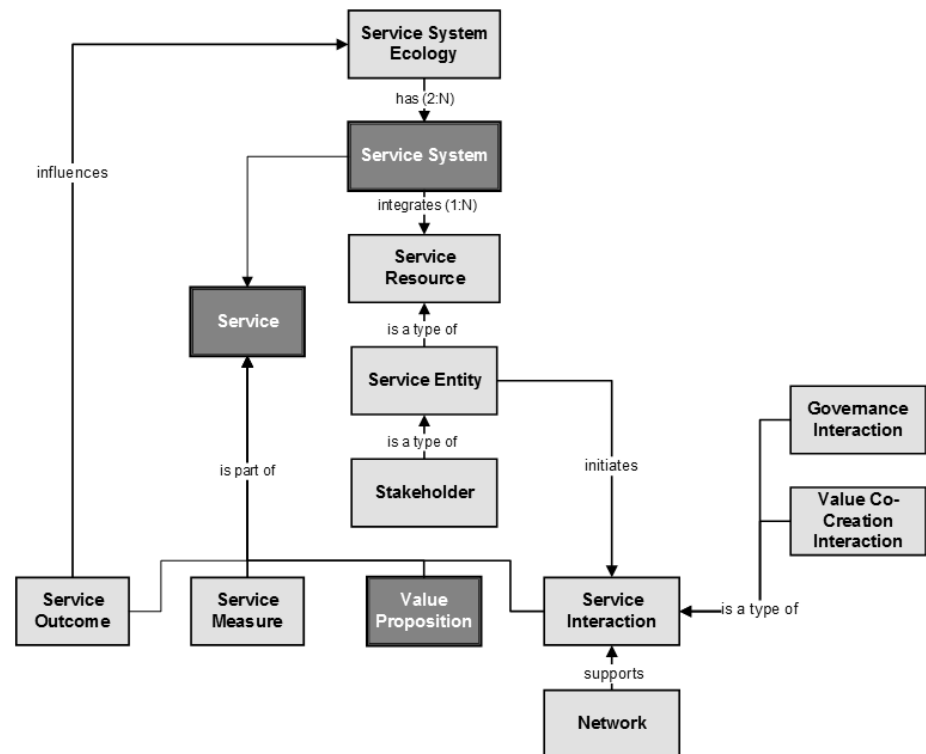 Service System
Ecology
has (2:N)
Service System
influences
integrates (1:N)
Service
Resource
Service
is a type of
Service Entity
Governance
Interaction
is a type of
initiates
is part of
Stakeholder
Value Co-
Creation
Interaction
Service
Outcome
Service
Measure
Value
Proposition
Service
Interaction
is a type of
supports
Network